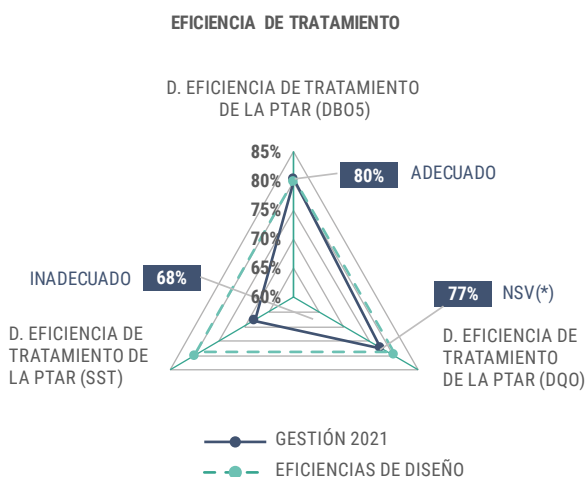 EFICIENCIA DE TRATAMIENTO
D. EFICIENCIA DE TRATAMIENTO
DE LA PTAR (DBO5)
85%
80%
75%
70%
65%
60%
80% ADECUADO
INADECUADO 68%
77% NSV(*)
D. EFICIENCIA DE
TRATAMIENTO DE
LA PTAR (SST)
D. EFICIENCIA DE
TRATAMIENTO
DE LA PTAR (DQO)
GESTIÓN 2021
EFICIENCIAS DE DISEÑO